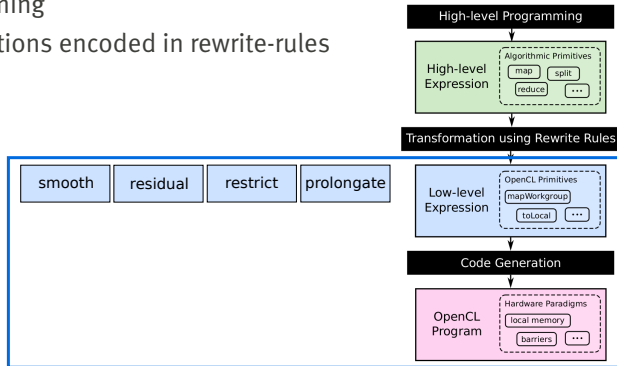 ning
tions encoded in rewrite-rules
High-level Programming
High-level
Expression
Algorithmic Primitives
map split
reduce ...
Transformation using Rewrite Rules
smooth residual restrict prolongate
Low-level
Expression
OpenCL Primitives
mapWorkgroup
toLocal ...
Code Generation
OpenCL
Program
Hardware Paradigms
local memory
barriers ...